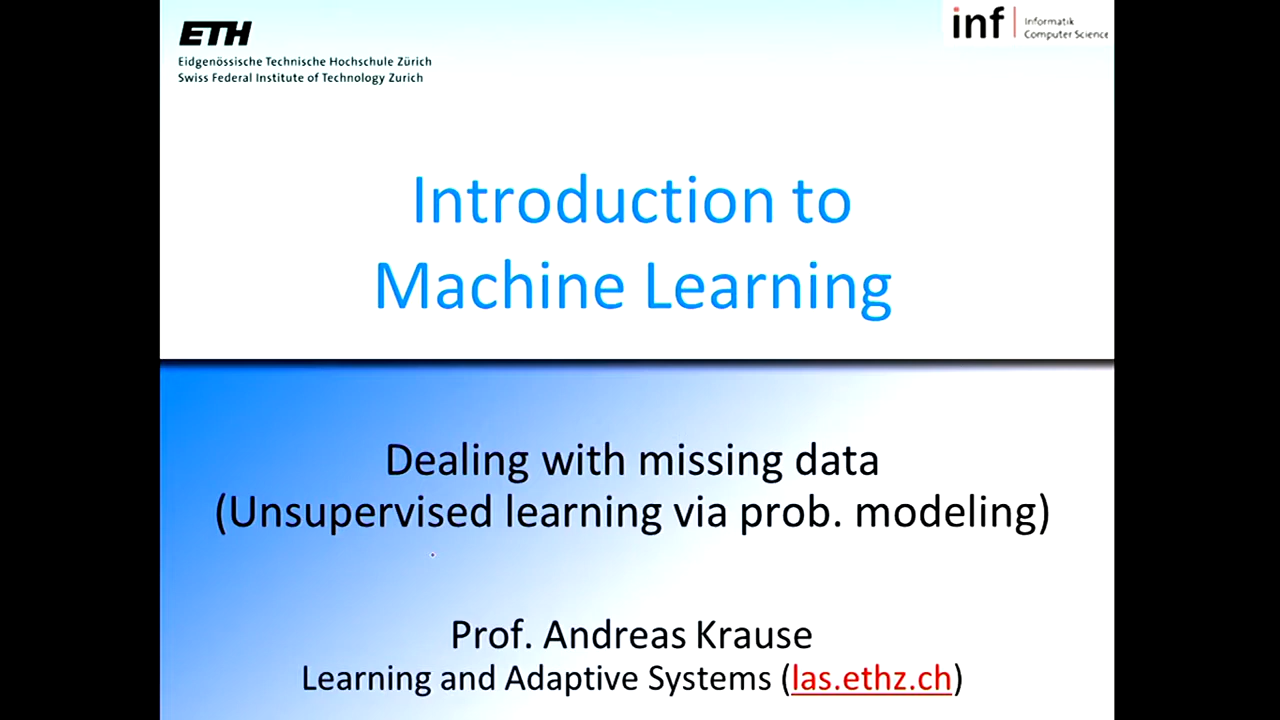 ETH
Eidgenössische Technische Hochschule Zürich
Swiss Federal Institute of Technology Zurich
inf
Informatik
Computer Science
Introduction to
Machine Learning
Dealing with missing data
(Unsupervised learning via prob. modeling)
Prof. Andreas Krause
Learning and Adaptive Systems (las.ethz.ch)